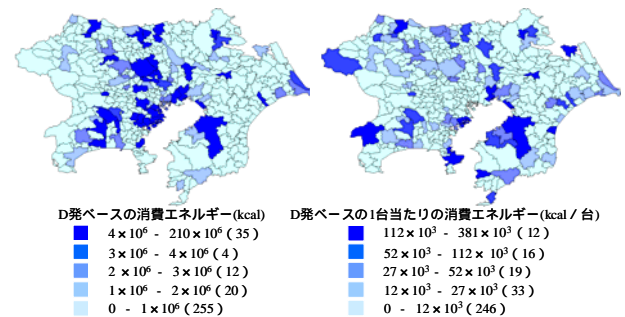 D発ベースの消費エネルギー(kcal)
4×10⁶ - 210×10⁶(35)
3×10⁶ - 4×10⁶(4)
2×10⁶ - 3×10⁶(12)
1×10⁶ - 2×10⁶(20)
0 - 1×10⁶(255)
D発ベースの1台当たりの消費エネルギー(kcal/台)
112×10³ - 381×10³(12)
52×10³ - 112×10³(16)
27×10³ - 52×10³(19)
12×10³ - 27×10³(33)
0 - 12×10³(246)